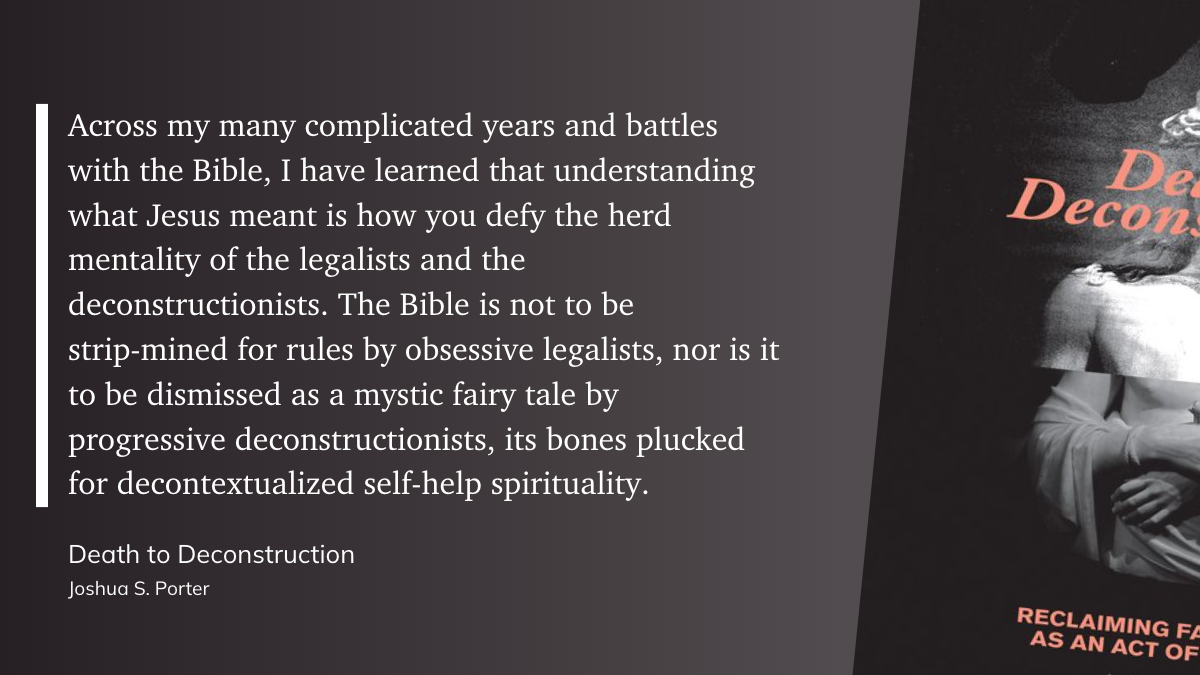 Across my many complicated years and battles
with the Bible, I have learned that understanding
what Jesus meant is how you defy the herd
mentality of the legalists and the
deconstructionists. The Bible is not to be
strip-mined for rules by obsessive legalists, nor is it
to be dismissed as a mystic fairy tale by
progressive deconstructionists, its bones plucked
for decontextualized self-help spirituality.
Death to Deconstruction
Joshua S. Porter
RECLAIMING
AS AN ACT OF